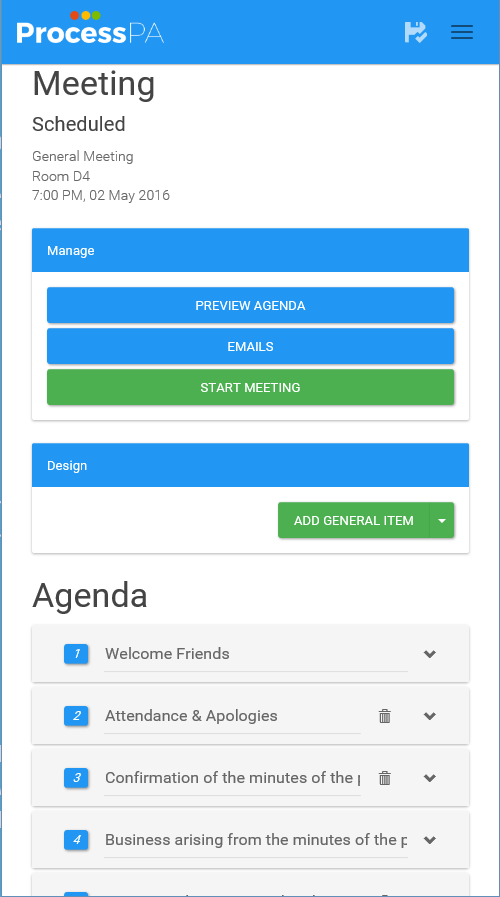 ProcessPA
Meeting
Scheduled
General Meeting
Room D4
7:00 PM, 02 May 2016
Manage
PREVIEW AGENDA
EMAILS
START MEETING
Design
ADD GENERAL ITEM
Agenda
1 Welcome Friends
2 Attendance & Apologies
3 Confirmation of the minutes of the
4 Business arising from the minutes of the